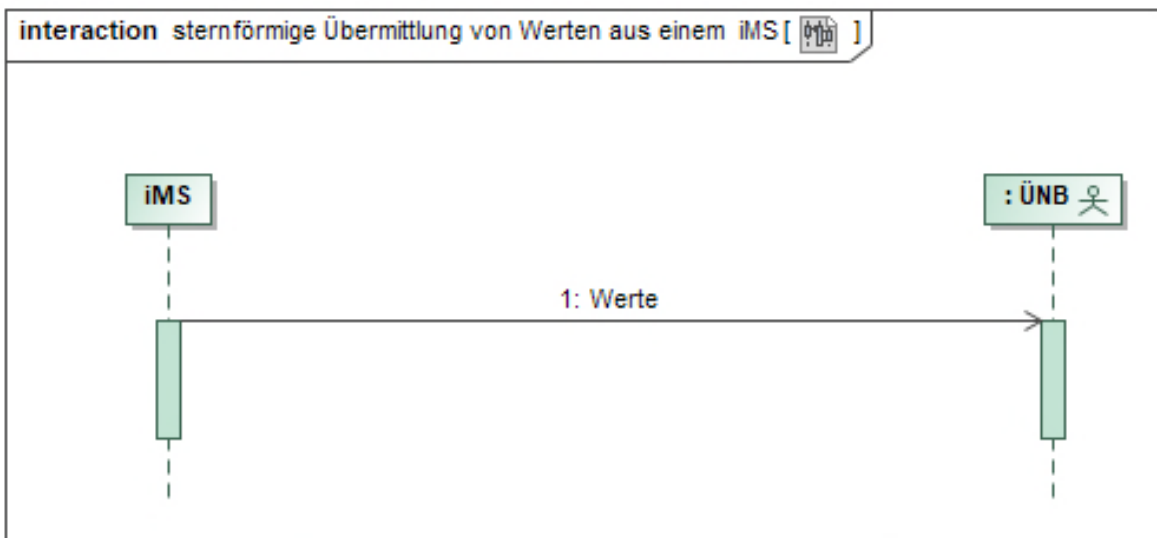 interaction sternförmige Übermittlung von Werten aus einem iMS [ ]
iMS
: ÜNB
1: Werte